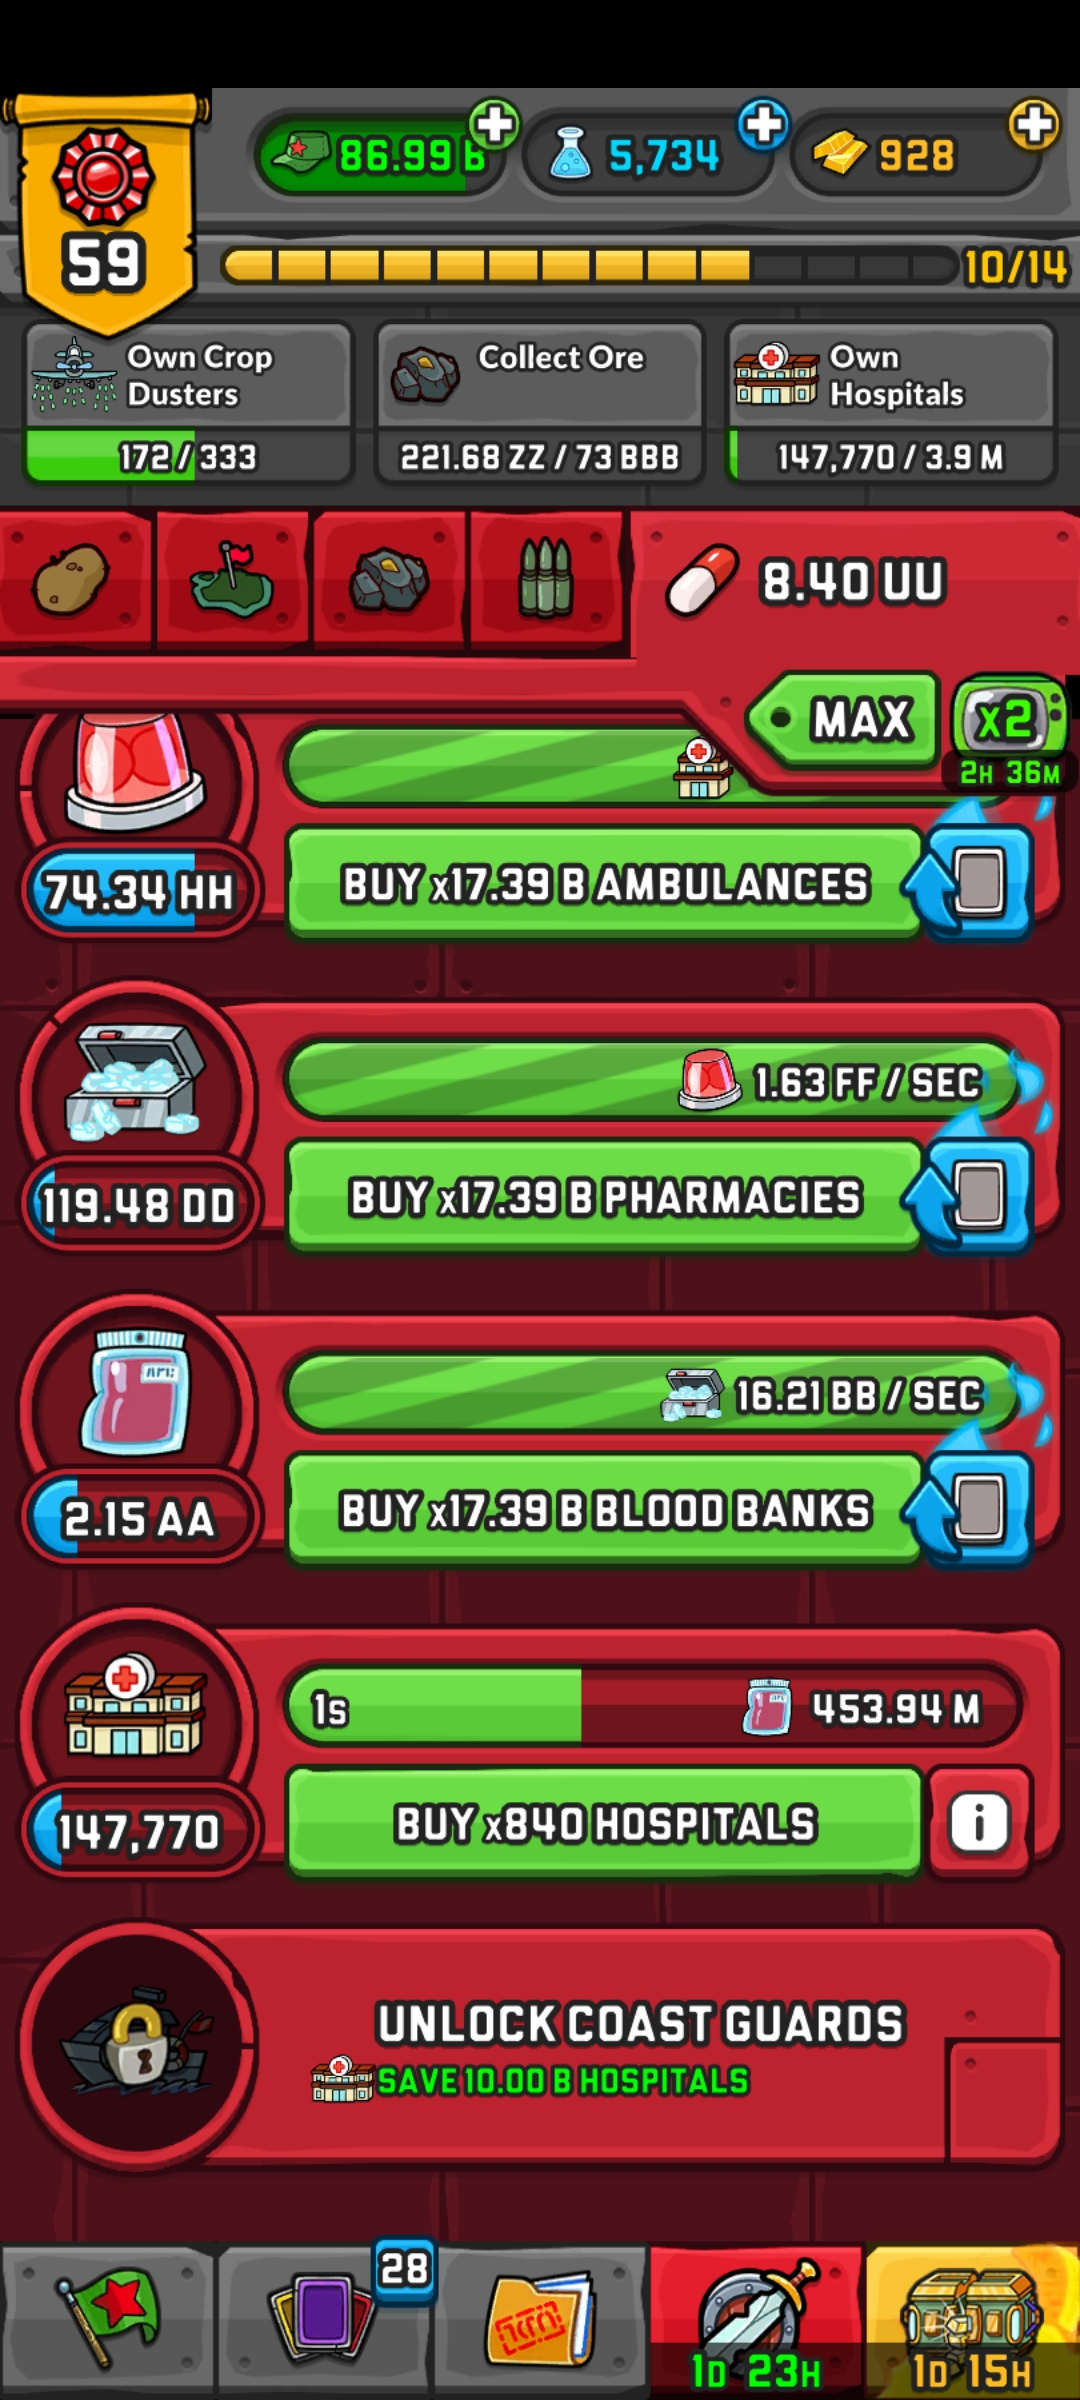 59
86.99 B
5,734
928
10/14
Own Crop
Dusters
172 / 333
Collect Ore
221.68 ZZ / 73 BBB
Own
Hospitals
147,770 / 3.9 M
8.40 UU
MAX
x2
2H 36M
74.34 HH
BUY x17.39 B AMBULANCES
1.63 FF / SEC
119.48 DD
BUY x17.39 B PHARMACIES
16.21 BB / SEC
2.15 AA
BUY x17.39 B BLOOD BANKS
1s
453.94 M
147,770
BUY x840 HOSPITALS
i
UNLOCK COAST GUARDS
SAVE 10.00 B HOSPITALS
28
1D 23H
1D 15H